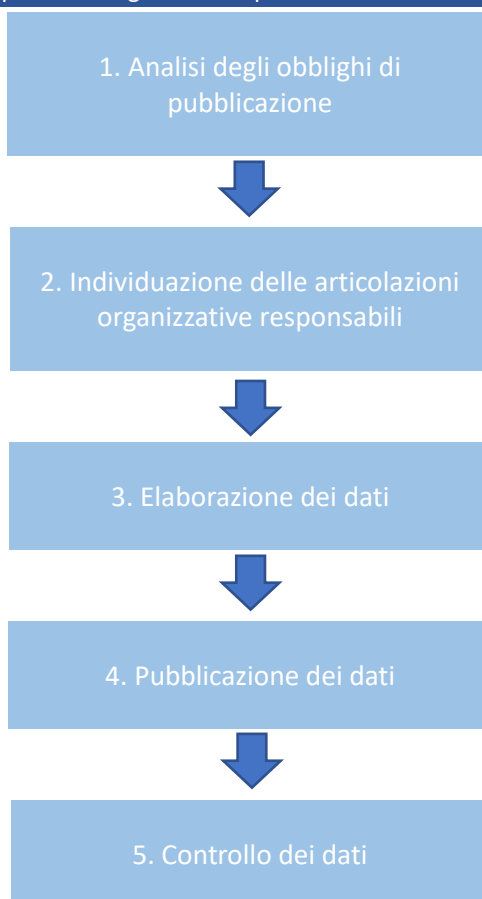 1. Analisi degli obblighi di
pubblicazione
2. Individuazione delle articolazioni
organizzative responsabili
3. Elaborazione dei dati
4. Pubblicazione dei dati
5. Controllo dei dati